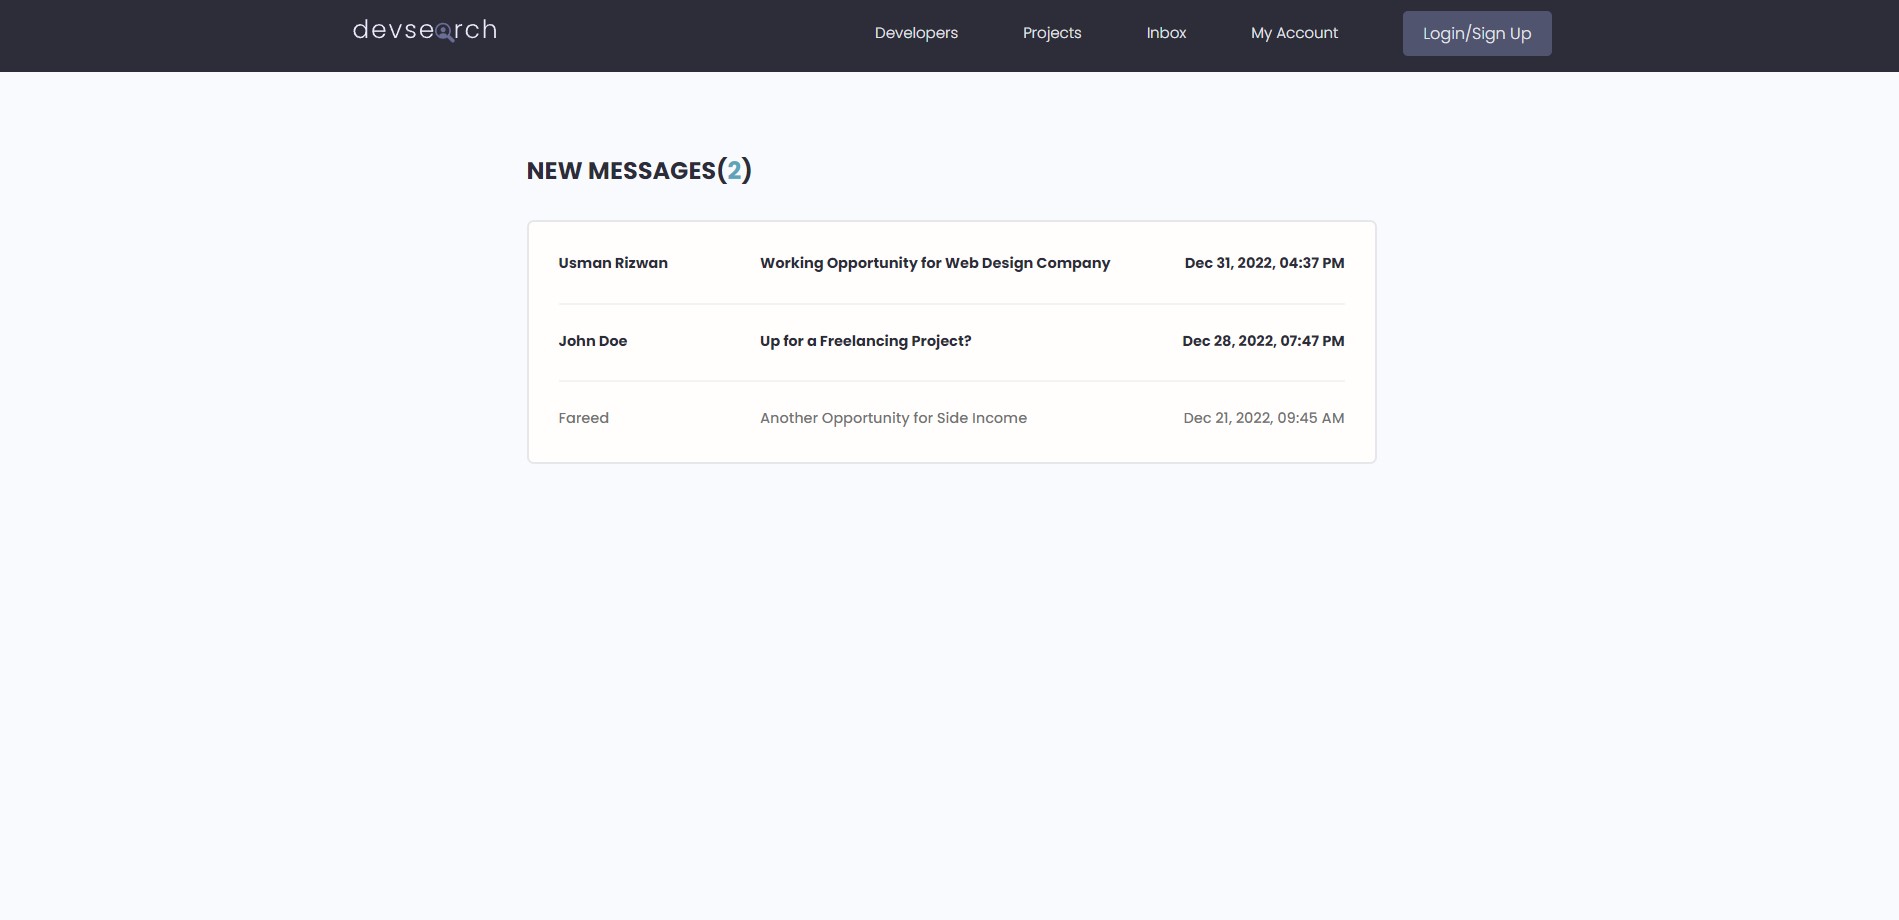 devsearch Developers Projects Inbox My Account Login/Sign Up
NEW MESSAGES(2)
Usman Rizwan Working Opportunity for Web Design Company Dec 31, 2022, 04:37 PM
John Doe Up for a Freelancing Project? Dec 28, 2022, 07:47 PM
Fareed Another Opportunity for Side Income Dec 21, 2022, 09:45 AM